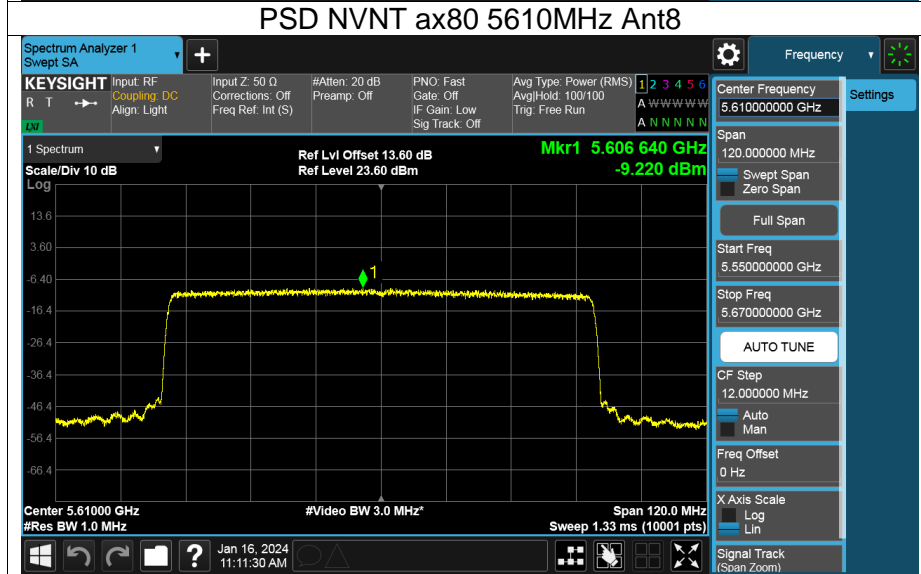 PSD NVNT ax80 5610MHz Ant8
Spectrum Analyzer 1
Swept SA
+
Frequency
KEYSIGHT
R T
LXI
Input: RF
Coupling: DC
Align: Light
Input Z: 50 Ω
Corrections: Off
Freq Ref: Int (S)
#Atten: 20 dB
Preamp: Off
PNO: Fast
Gate: Off
IF Gain: Low
Sig Track: Off
Avg Type: Power (RMS)
Avg|Hold: 100/100
Trig: Free Run
1 2 3 4 5 6
A W W W W W
A N N N N N
Center Frequency
5.610000000 GHz
Settings
Span
120.000000 MHz
Swept Span
Zero Span
Full Span
Start Freq
5.550000000 GHz
Stop Freq
5.670000000 GHz
AUTO TUNE
CF Step
12.000000 MHz
Auto
Man
Freq Offset
0 Hz
X Axis Scale
Log
Lin
Signal Track
(Span Zoom)
1 Spectrum
Scale/Div 10 dB
Log
Ref Lvl Offset 13.60 dB
Ref Level 23.60 dBm
Mkr1 5.606 640 GHz
-9.220 dBm
13.6
3.60
-6.40
-16.4
-26.4
-36.4
-46.4
-56.4
-66.4
1
Center 5.61000 GHz
#Res BW 1.0 MHz
#Video BW 3.0 MHz*
Span 120.0 MHz
Sweep 1.33 ms (10001 pts)
?
Jan 16, 2024
11:11:30 AM